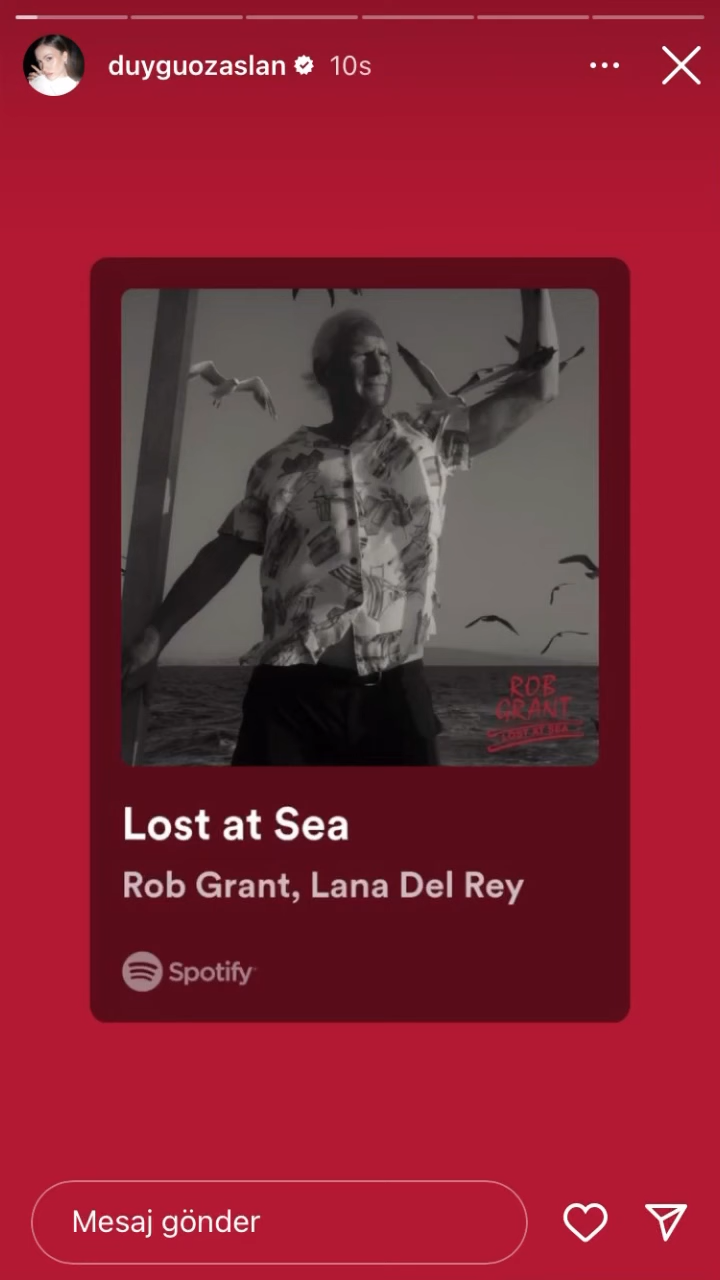 duyguozaslan 10s
ROB
GRANT
LOST AT SEA
Lost at Sea
Rob Grant, Lana Del Rey
Spotify
Mesaj gönder